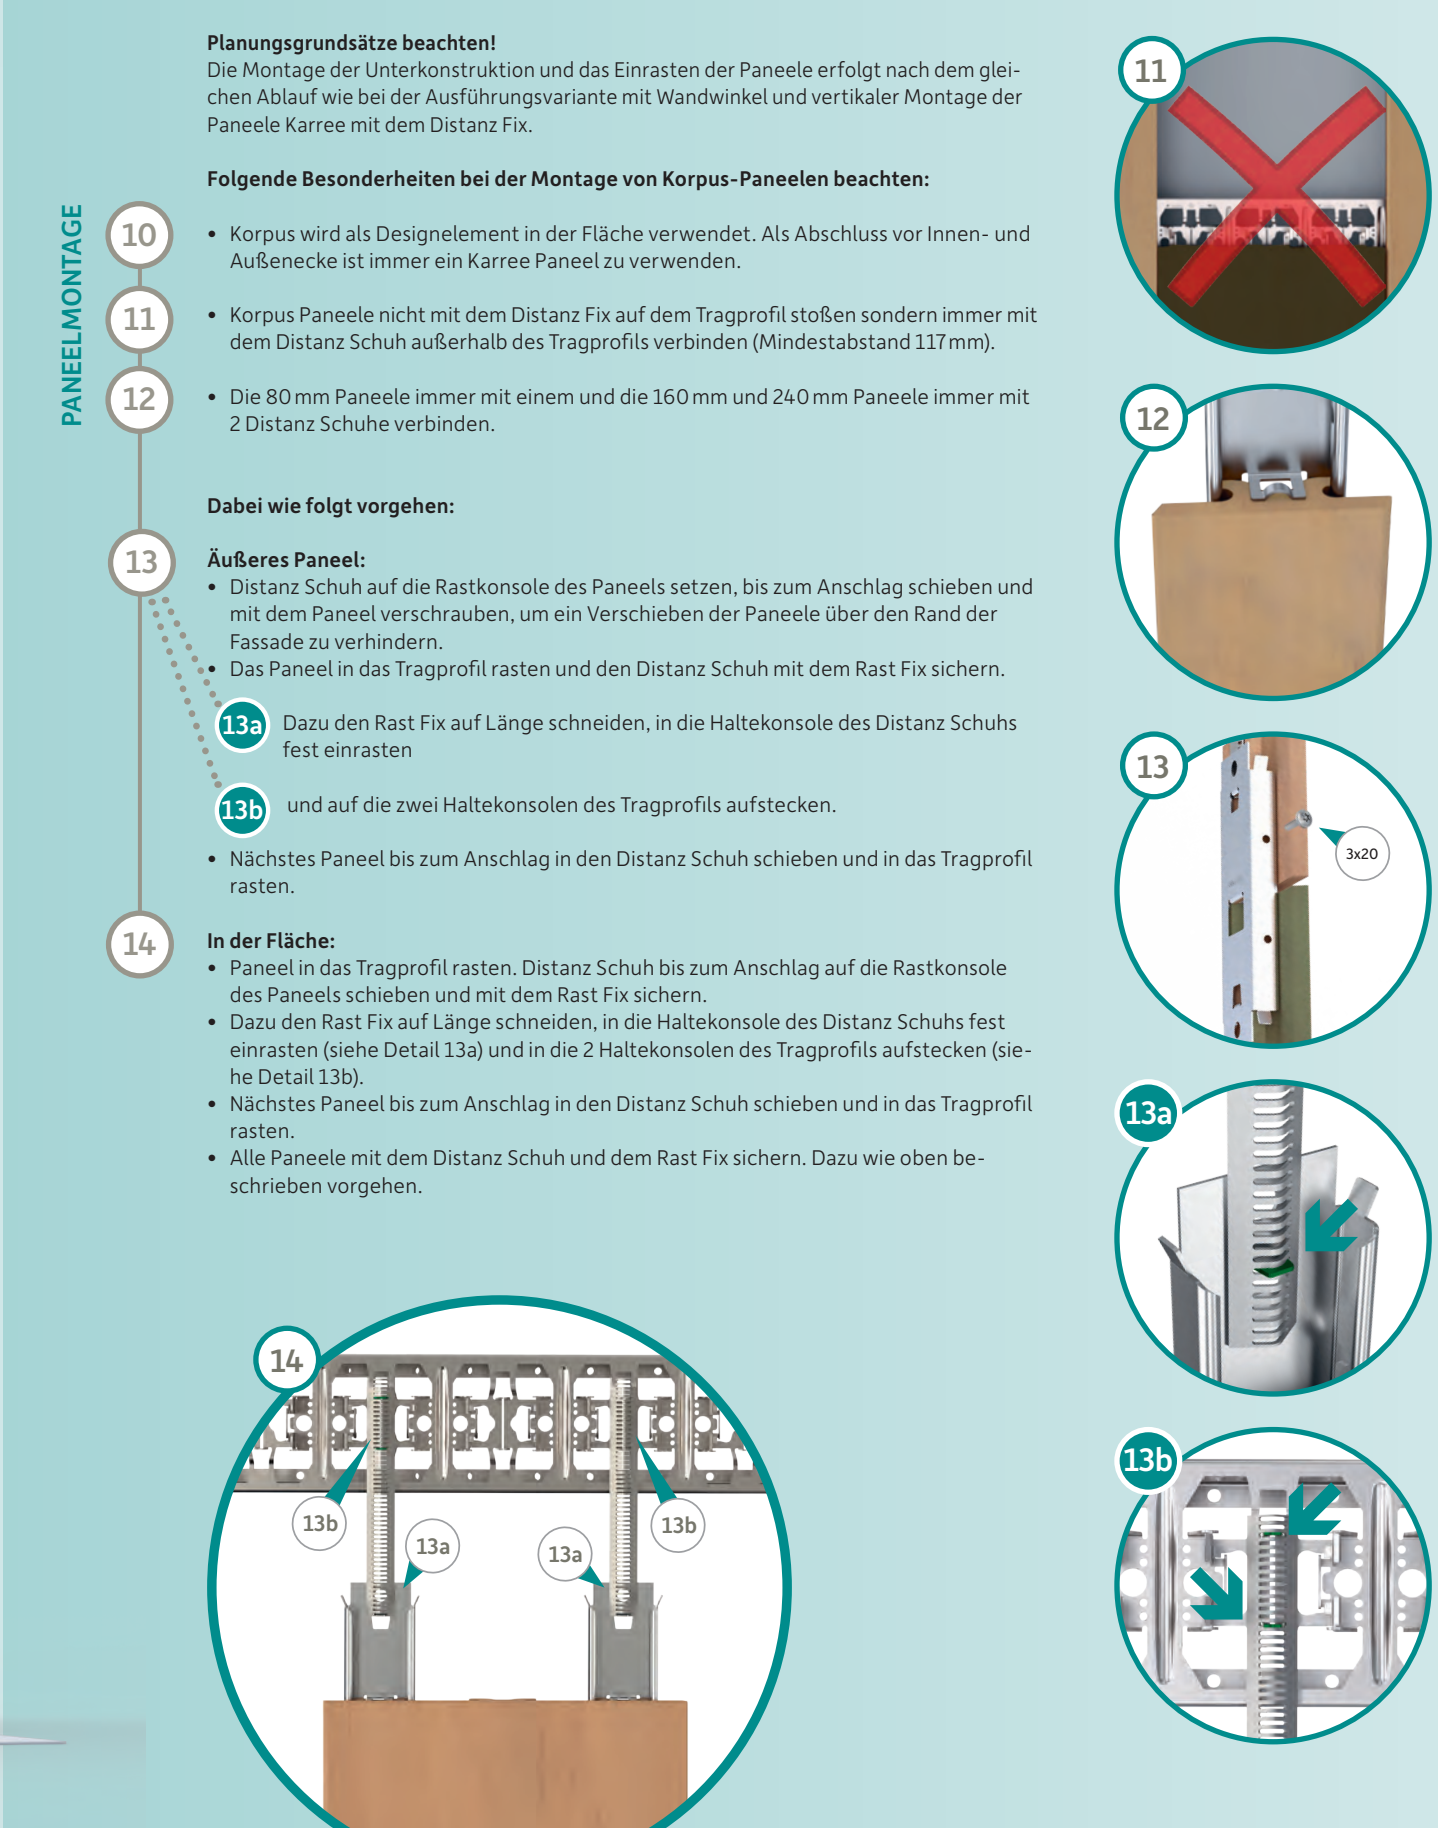 Planungsgrundsätze beachten!
Die Montage der Unterkonstruktion und das Einrasten der Paneele erfolgt nach dem glei-
chen Ablauf wie bei der Ausführungsvariante mit Wandwinkel und vertikaler Montage der
Paneele Karree mit dem Distanz Fix.
Folgende Besonderheiten bei der Montage von Korpus-Paneelen beachten:
PANEELMONTAGE
10
• Korpus wird als Designelement in der Fläche verwendet. Als Abschluss vor Innen- und
Außenecke ist immer ein Karree Paneel zu verwenden.
11
• Korpus Paneele nicht mit dem Distanz Fix auf dem Tragprofil stoßen sondern immer mit
dem Distanz Schuh außerhalb des Tragprofils verbinden (Mindestabstand 117 mm).
12
• Die 80 mm Paneele immer mit einem und die 160 mm und 240 mm Paneele immer mit
2 Distanz Schuhe verbinden.
Dabei wie folgt vorgehen:
13
Äußeres Paneel:
• Distanz Schuh auf die Rastkonsole des Paneels setzen, bis zum Anschlag schieben und
mit dem Paneel verschrauben, um ein Verschieben der Paneele über den Rand der
Fassade zu verhindern.
• Das Paneel in das Tragprofil rasten und den Distanz Schuh mit dem Rast Fix sichern.
13a
Dazu den Rast Fix auf Länge schneiden, in die Haltekonsole des Distanz Schuhs
fest einrasten
13b
und auf die zwei Haltekonsolen des Tragprofils aufstecken.
• Nächstes Paneel bis zum Anschlag in den Distanz Schuh schieben und in das Tragprofil
rasten.
14
In der Fläche:
• Paneel in das Tragprofil rasten. Distanz Schuh bis zum Anschlag auf die Rastkonsole
des Paneels schieben und mit dem Rast Fix sichern.
• Dazu den Rast Fix auf Länge schneiden, in die Haltekonsole des Distanz Schuhs fest
einrasten (siehe Detail 13a) und in die 2 Haltekonsolen des Tragprofils aufstecken (sie-
he Detail 13b).
• Nächstes Paneel bis zum Anschlag in den Distanz Schuh schieben und in das Tragprofil
rasten.
• Alle Paneele mit dem Distanz Schuh und dem Rast Fix sichern. Dazu wie oben be-
schrieben vorgehen.
11
12
13
3x20
13a
13b
14
13b
13a
13a
13b